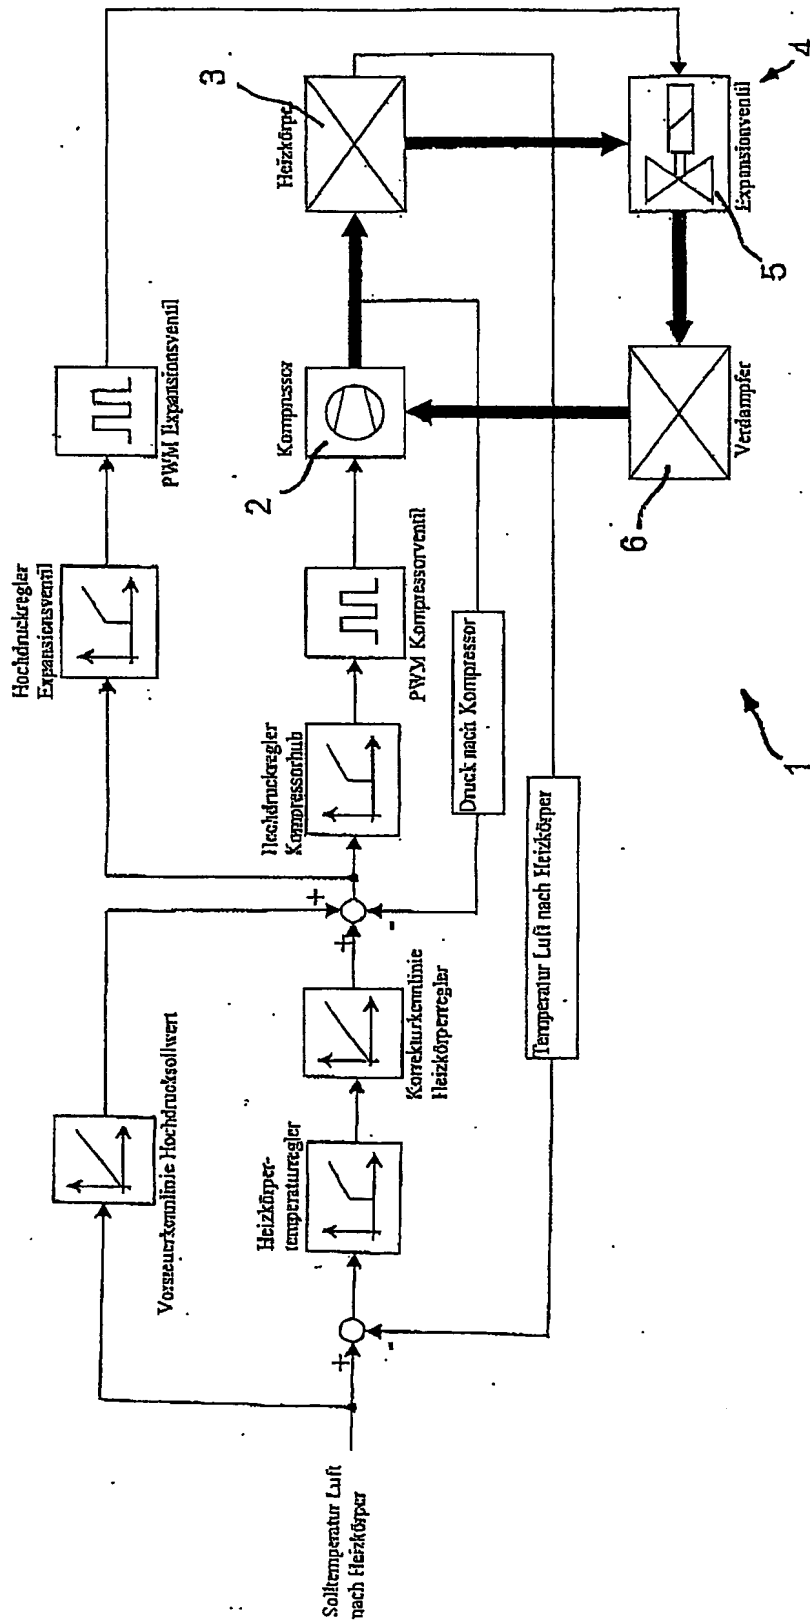 Solltemperatur Luft
nach Heizkörper
+
-
Vorsteuerkennlinie Hochdrucksollwert
Heizkörper-
temperaturregler
Korrekturkennlinie
Heizkörperregler
+
+
-
Hochdruckregler
Expansionsventil
Hochdruckregler
Kompressorhub
PWM Expansionsventil
PWM Kompressorventil
Kompressor
2
Heizkörper
3
Druck nach Kompressor
Temperatur Luft nach Heizkörper
Verdampfer
6
Expansionventil
5
4
1